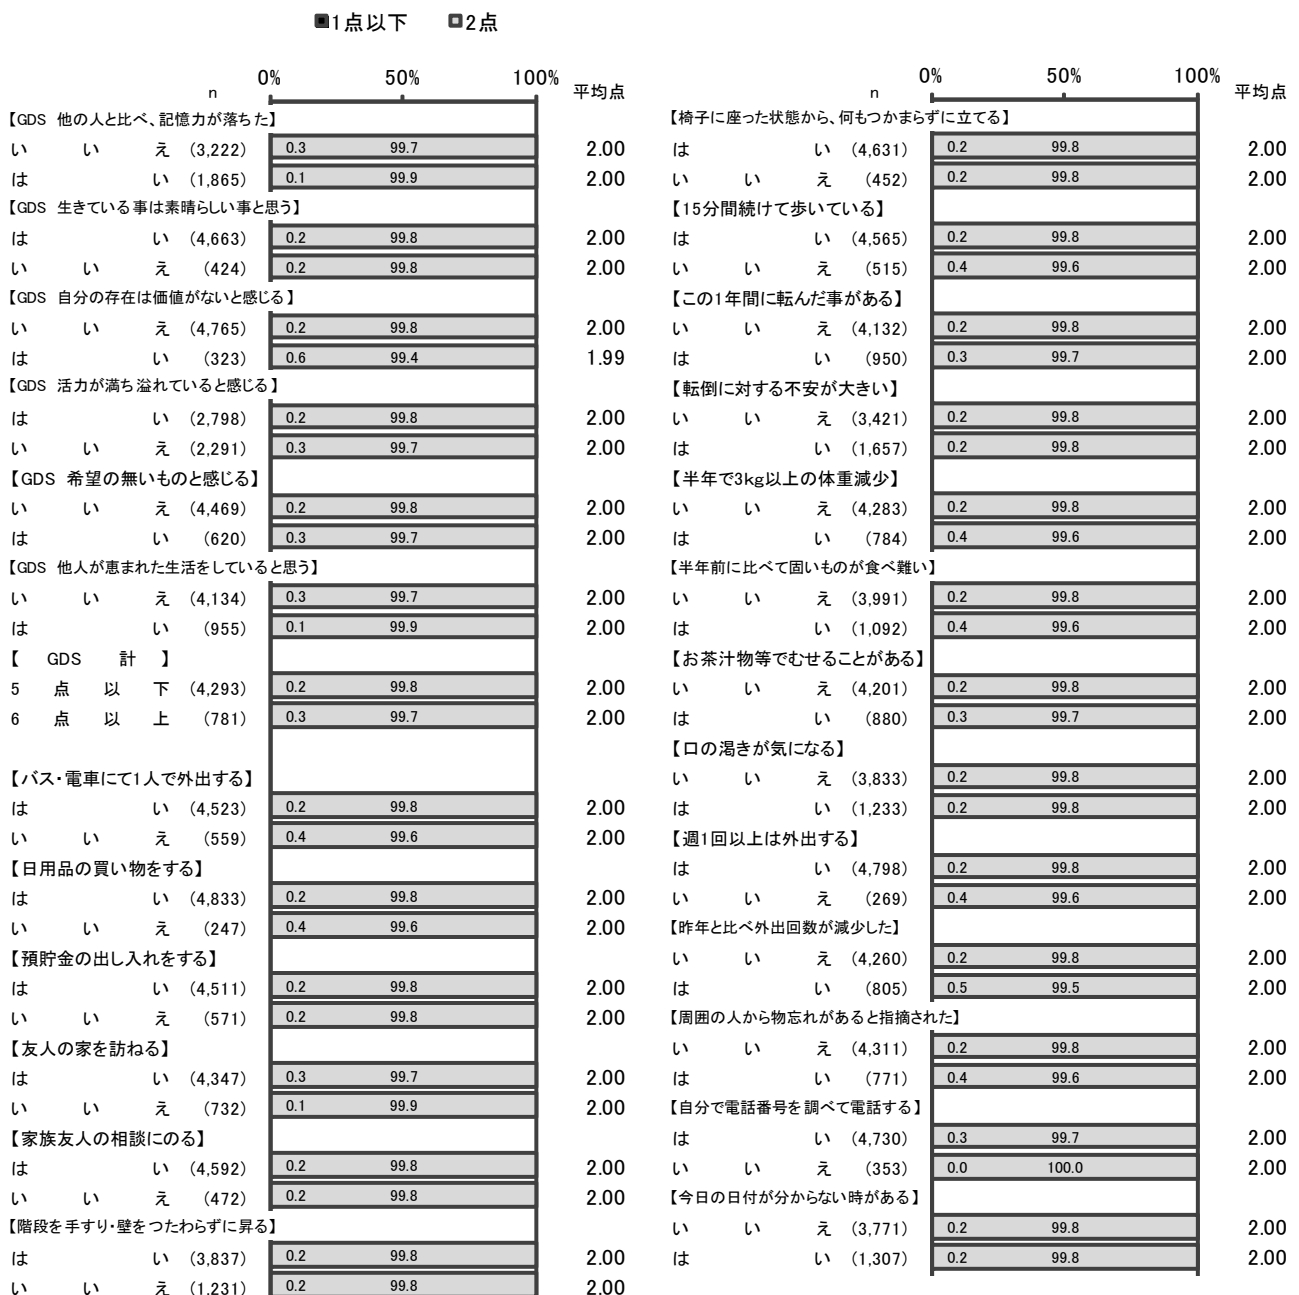 ■1点以下 □2点
0% 50% 100%
n 平均点
【GDS 他の人と比べ、記憶力が落ちた】
いいえ (3,222) 0.3 99.7 2.00
はい (1,865) 0.1 99.9 2.00
【GDS 生きている事は素晴らしい事と思う】
はい (4,663) 0.2 99.8 2.00
いいえ (424) 0.2 99.8 2.00
【GDS 自分の存在は価値がないと感じる】
いいえ (4,765) 0.2 99.8 2.00
はい (323) 0.6 99.4 1.99
【GDS 活力が満ち溢れていると感じる】
はい (2,798) 0.2 99.8 2.00
いいえ (2,291) 0.3 99.7 2.00
【GDS 希望の無いものと感じる】
いいえ (4,469) 0.2 99.8 2.00
はい (620) 0.3 99.7 2.00
【GDS 他人が恵まれた生活をしていると思う】
いいえ (4,134) 0.3 99.7 2.00
はい (955) 0.1 99.9 2.00
【 GDS 計 】
5点以下 (4,293) 0.2 99.8 2.00
6点以上 (781) 0.3 99.7 2.00
【バス・電車にて1人で外出する】
はい (4,523) 0.2 99.8 2.00
いいえ (559) 0.4 99.6 2.00
【日用品の買い物をする】
はい (4,833) 0.2 99.8 2.00
いいえ (247) 0.4 99.6 2.00
【預貯金の出し入れをする】
はい (4,511) 0.2 99.8 2.00
いいえ (571) 0.2 99.8 2.00
【友人の家を訪ねる】
はい (4,347) 0.3 99.7 2.00
いいえ (732) 0.1 99.9 2.00
【家族友人の相談にのる】
はい (4,592) 0.2 99.8 2.00
いいえ (472) 0.2 99.8 2.00
【階段を手すり・壁をつたわらずに昇る】
はい (3,837) 0.2 99.8 2.00
いいえ (1,231) 0.2 99.8 2.00
0% 50% 100%
n 平均点
【椅子に座った状態から、何もつかまらずに立てる】
はい (4,631) 0.2 99.8 2.00
いいえ (452) 0.2 99.8 2.00
【15分間続けて歩いている】
はい (4,565) 0.2 99.8 2.00
いいえ (515) 0.4 99.6 2.00
【この1年間に転んだ事がある】
いいえ (4,132) 0.2 99.8 2.00
はい (950) 0.3 99.7 2.00
【転倒に対する不安が大きい】
いいえ (3,421) 0.2 99.8 2.00
はい (1,657) 0.2 99.8 2.00
【半年で3kg以上の体重減少】
いいえ (4,283) 0.2 99.8 2.00
はい (784) 0.4 99.6 2.00
【半年前に比べて固いものが食べ難い】
いいえ (3,991) 0.2 99.8 2.00
はい (1,092) 0.4 99.6 2.00
【お茶汁物等でむせることがある】
いいえ (4,201) 0.2 99.8 2.00
はい (880) 0.3 99.7 2.00
【口の渇きが気になる】
いいえ (3,833) 0.2 99.8 2.00
はい (1,233) 0.2 99.8 2.00
【週1回以上は外出する】
はい (4,798) 0.2 99.8 2.00
いいえ (269) 0.4 99.6 2.00
【昨年と比べ外出回数が減少した】
いいえ (4,260) 0.2 99.8 2.00
はい (805) 0.5 99.5 2.00
【周囲の人から物忘れがあると指摘された】
いいえ (4,311) 0.2 99.8 2.00
はい (771) 0.4 99.6 2.00
【自分で電話番号を調べて電話する】
はい (4,730) 0.3 99.7 2.00
いいえ (353) 0.0 100.0 2.00
【今日の日付が分からない時がある】
いいえ (3,771) 0.2 99.8 2.00
はい (1,307) 0.2 99.8 2.00